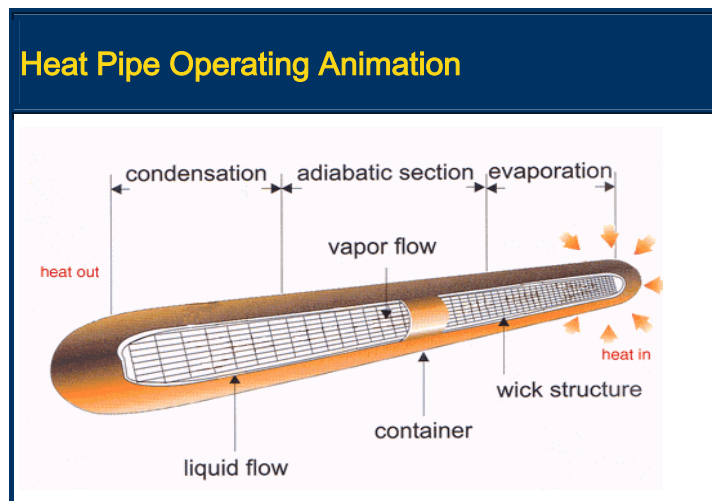 Heat Pipe Operating Animation
condensation
adiabatic section
evaporation
vapor flow
heat out
heat in
wick structure
container
liquid flow